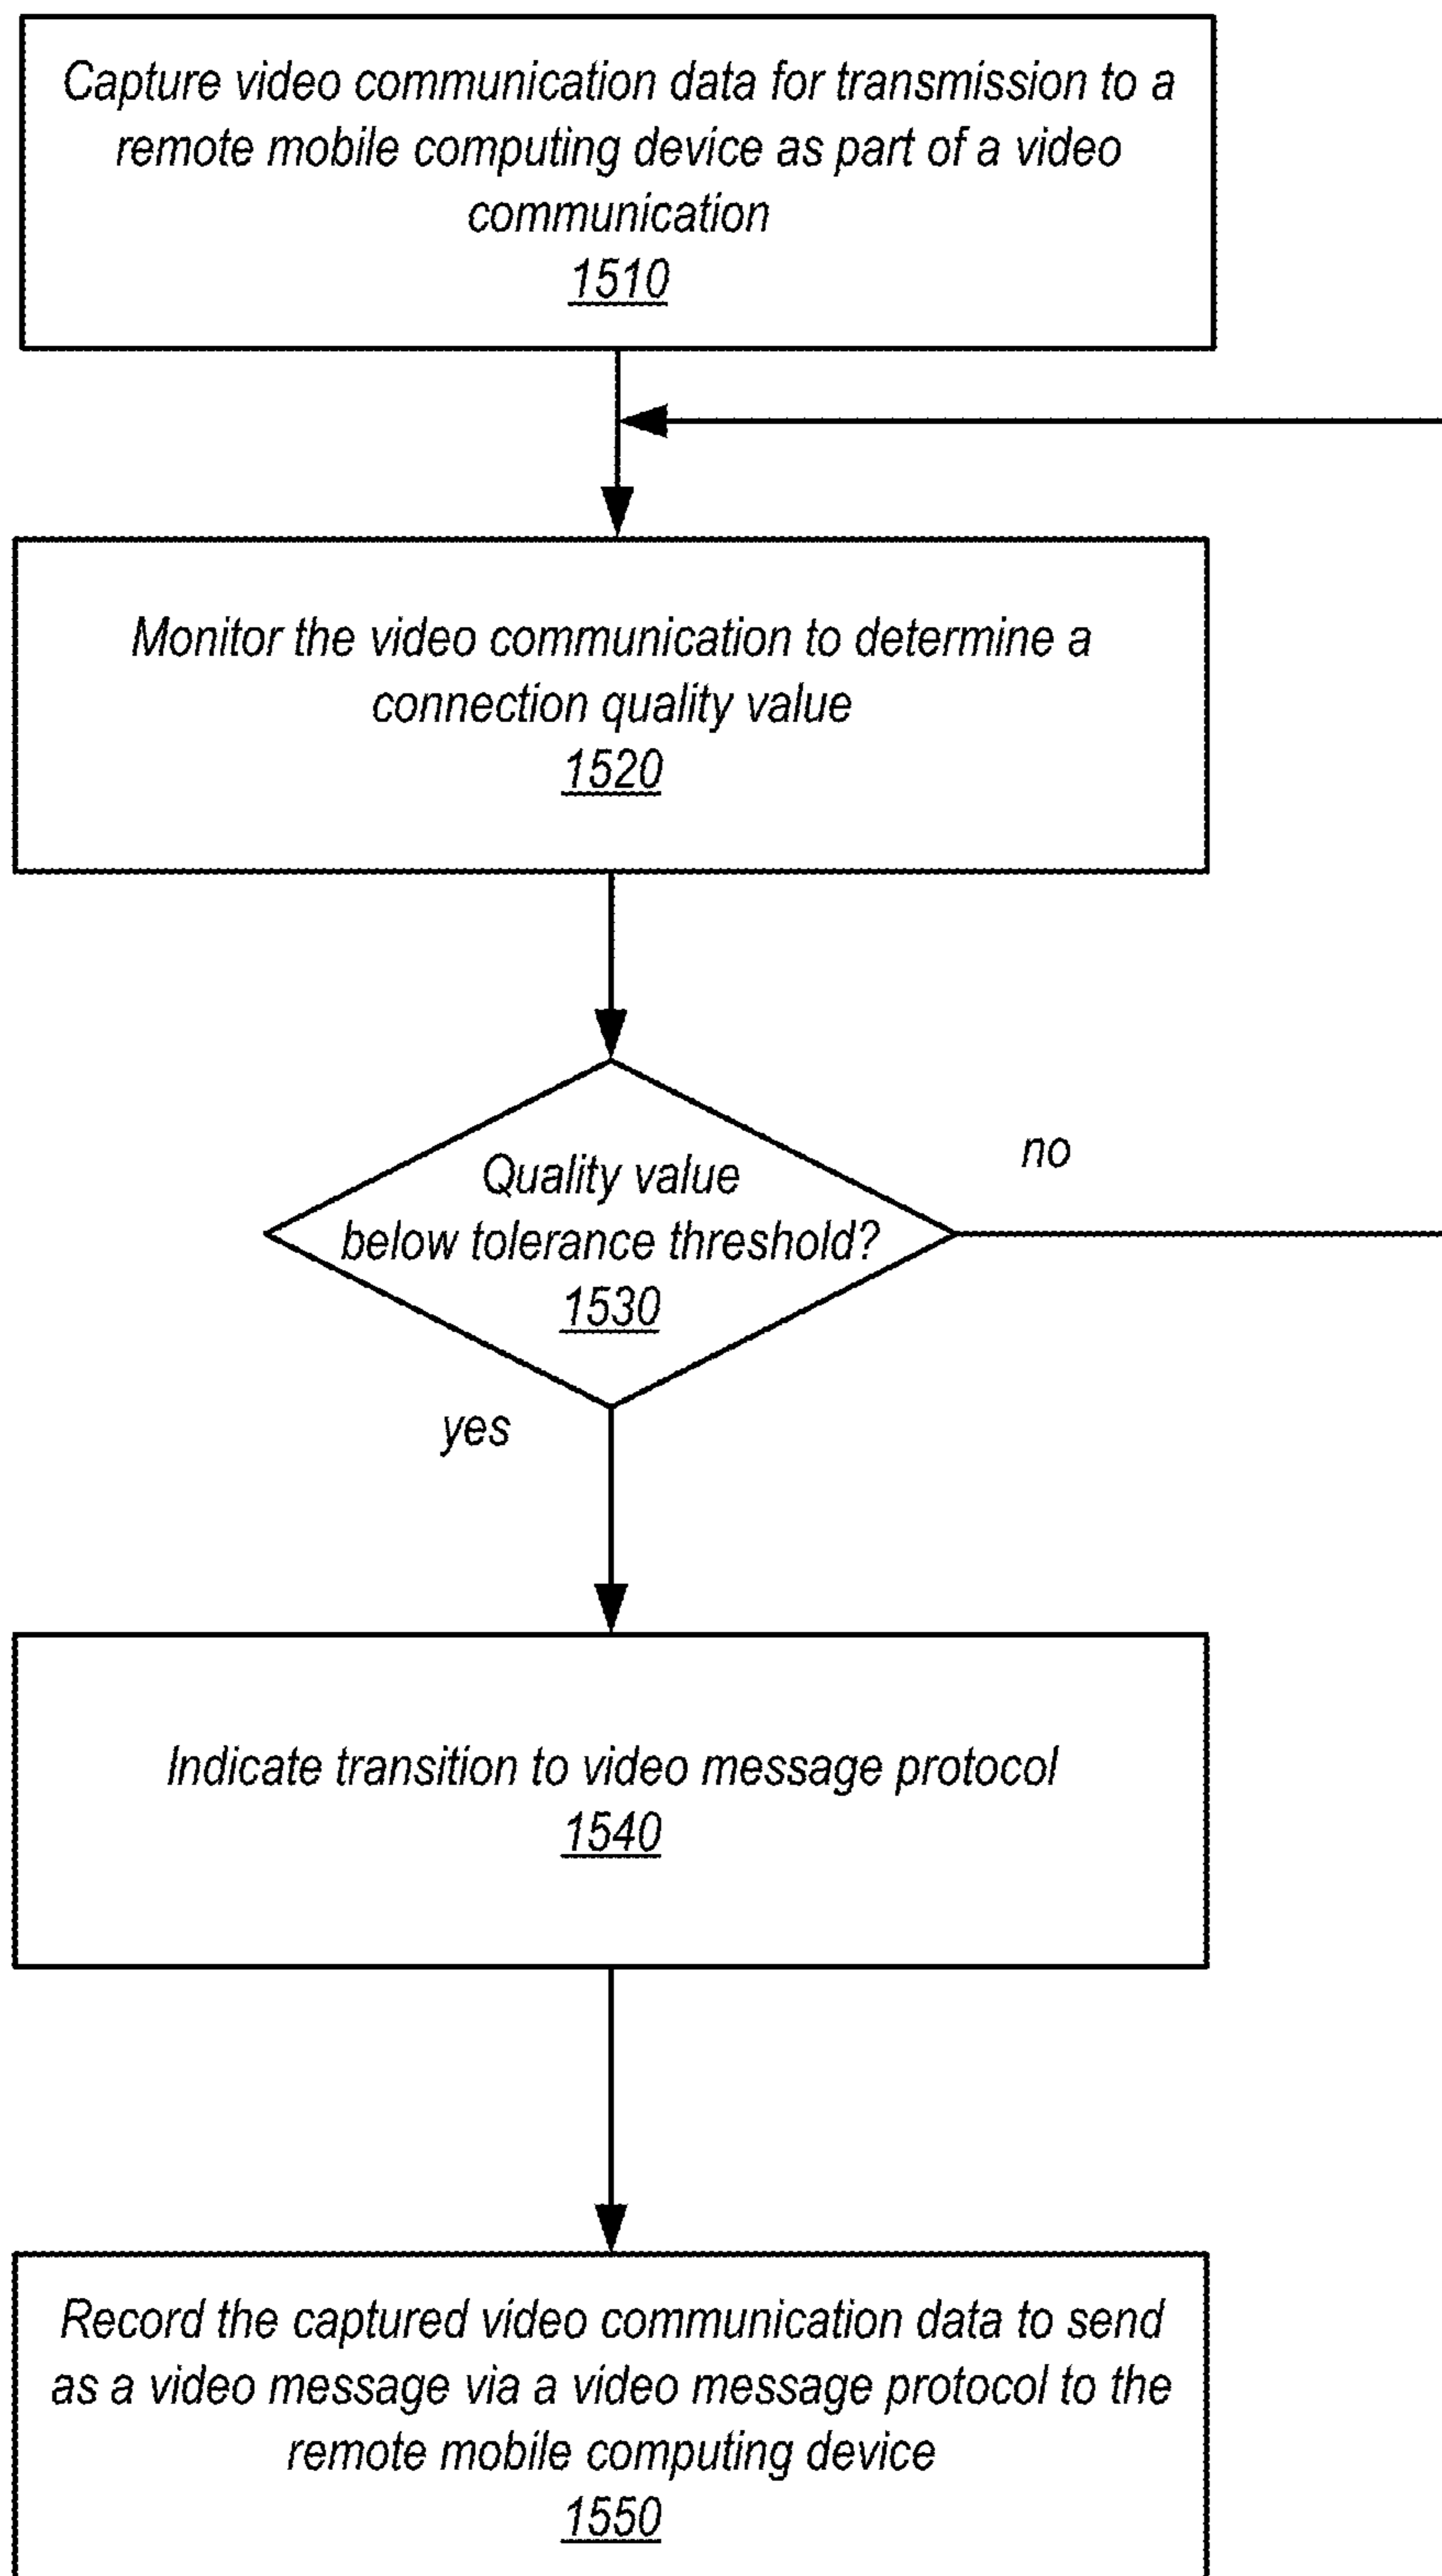 Capture video communication data for transmission to a
remote mobile computing device as part of a video
communication
1510
Monitor the video communication to determine a
connection quality value
1520
Quality value
below tolerance threshold?
1530
no
yes
Indicate transition to video message protocol
1540
Record the captured video communication data to send
as a video message via a video message protocol to the
remote mobile computing device
1550